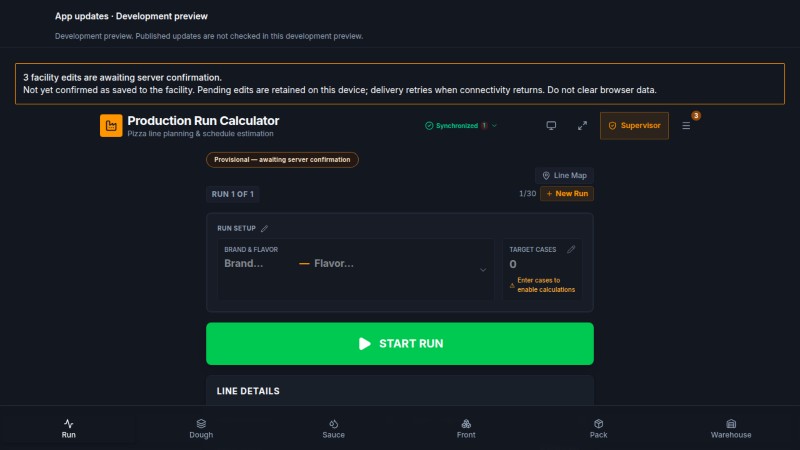 App updates · Development preview
Development preview. Published updates are not checked in this development preview.
3 facility edits are awaiting server confirmation.
Not yet confirmed as saved to the facility. Pending edits are retained on this device; delivery retries when connectivity returns. Do not clear browser data.
Production Run Calculator
Pizza line planning & schedule estimation
Synchronized 1
Supervisor
3
Provisional — awaiting server confirmation
Line Map
RUN 1 OF 1
1/30
+ New Run
RUN SETUP
BRAND & FLAVOR
Brand... — Flavor...
TARGET CASES
0
Enter cases to
enable calculations
START RUN
LINE DETAILS
Run
Dough
Sauce
Front
Pack
Warehouse